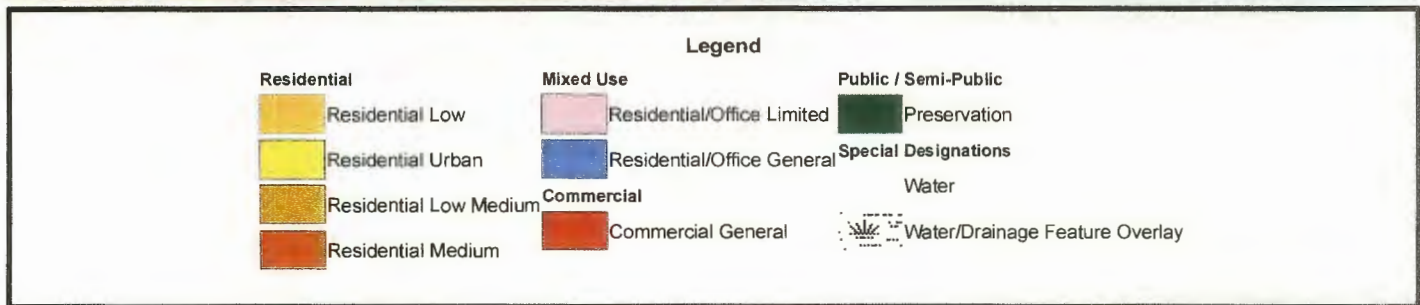 Legend
Residential
Residential Low
Residential Urban
Residential Low Medium
Residential Medium
Mixed Use
Residential/Office Limited
Residential/Office General
Commercial
Commercial General
Public / Semi-Public
Preservation
Special Designations
Water
Water/Drainage Feature Overlay